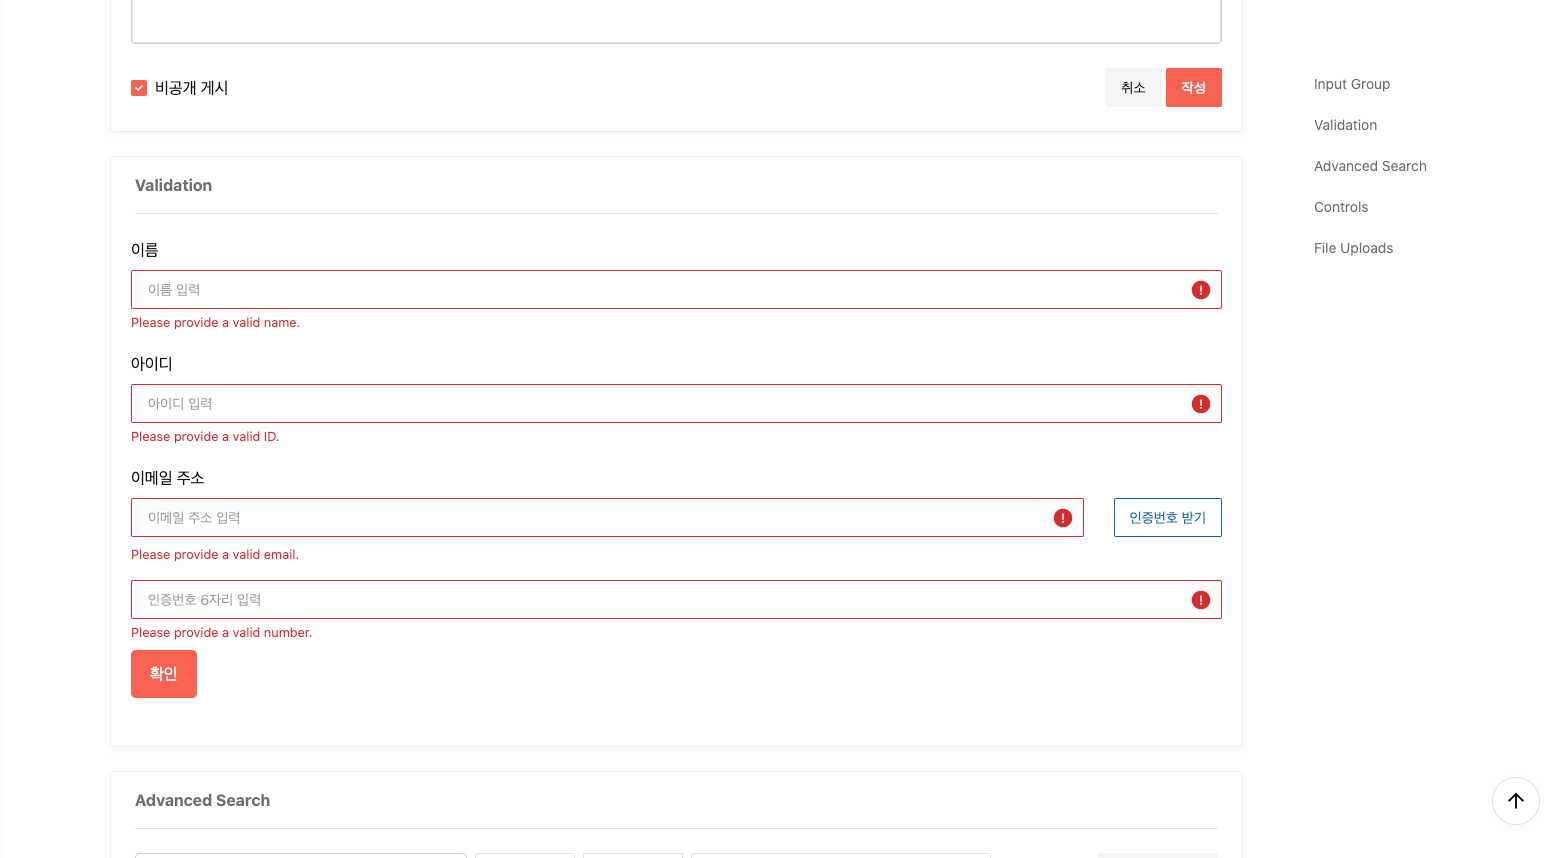 비공개 게시
취소
작성
Input Group
Validation
Advanced Search
Controls
File Uploads
Validation
이름
이름 입력
Please provide a valid name.
아이디
아이디 입력
Please provide a valid ID.
이메일 주소
이메일 주소 입력
인증번호 받기
Please provide a valid email.
인증번호 6자리 입력
Please provide a valid number.
확인
Advanced Search